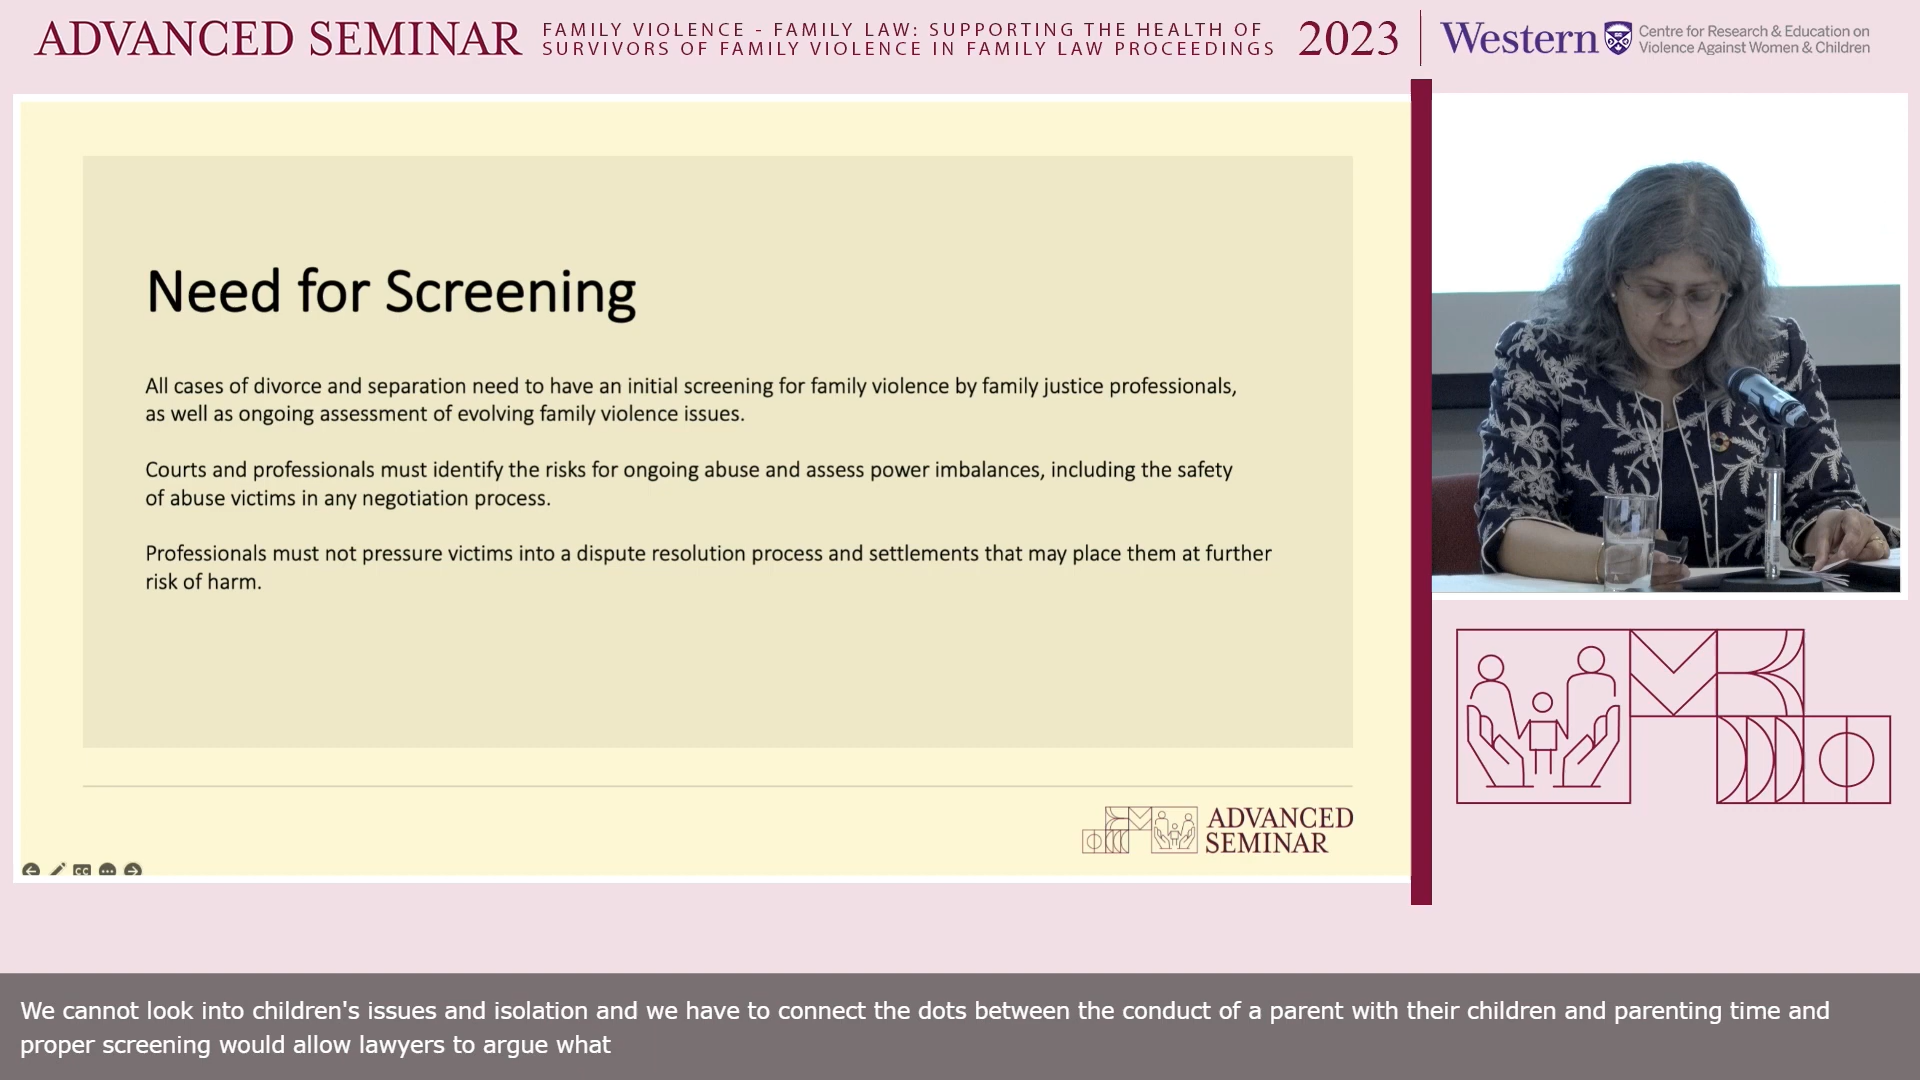 ADVANCED SEMINAR
FAMILY VIOLENCE - FAMILY LAW: SUPPORTING THE HEALTH OF
SURVIVORS OF FAMILY VIOLENCE IN FAMILY LAW PROCEEDINGS
2023
Western
Centre for Research & Education on
Violence Against Women & Children
Need for Screening
All cases of divorce and separation need to have an initial screening for family violence by family justice professionals,
as well as ongoing assessment of evolving family violence issues.
Courts and professionals must identify the risks for ongoing abuse and assess power imbalances, including the safety
of abuse victims in any negotiation process.
Professionals must not pressure victims into a dispute resolution process and settlements that may place them at further
risk of harm.
ADVANCED
SEMINAR
CC
We cannot look into children's issues and isolation and we have to connect the dots between the conduct of a parent with their children and parenting time and
proper screening would allow lawyers to argue what